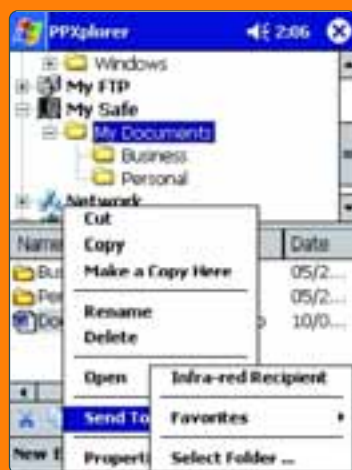 PPXplorer 2:06
Windows
My FTP
My Safe
My Documents
Business
Personal
Network
Cut
Name Copy Date
Bu Make a Copy Here 05/2...
Per Rename 05/2...
Doc 10/0...
Delete
Open Infra-red Recipient
Send To Favorites
New Properti Select Folder ...